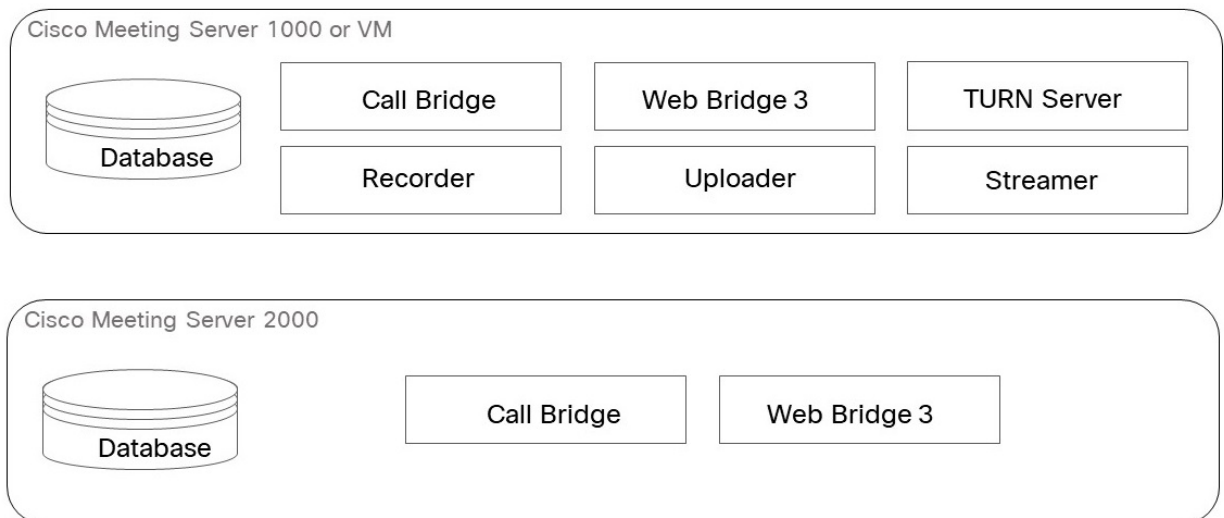 Cisco Meeting Server 1000 or VM
Call Bridge
Web Bridge 3
TURN Server
Database
Recorder
Uploader
Streamer
Cisco Meeting Server 2000
Call Bridge
Web Bridge 3
Database